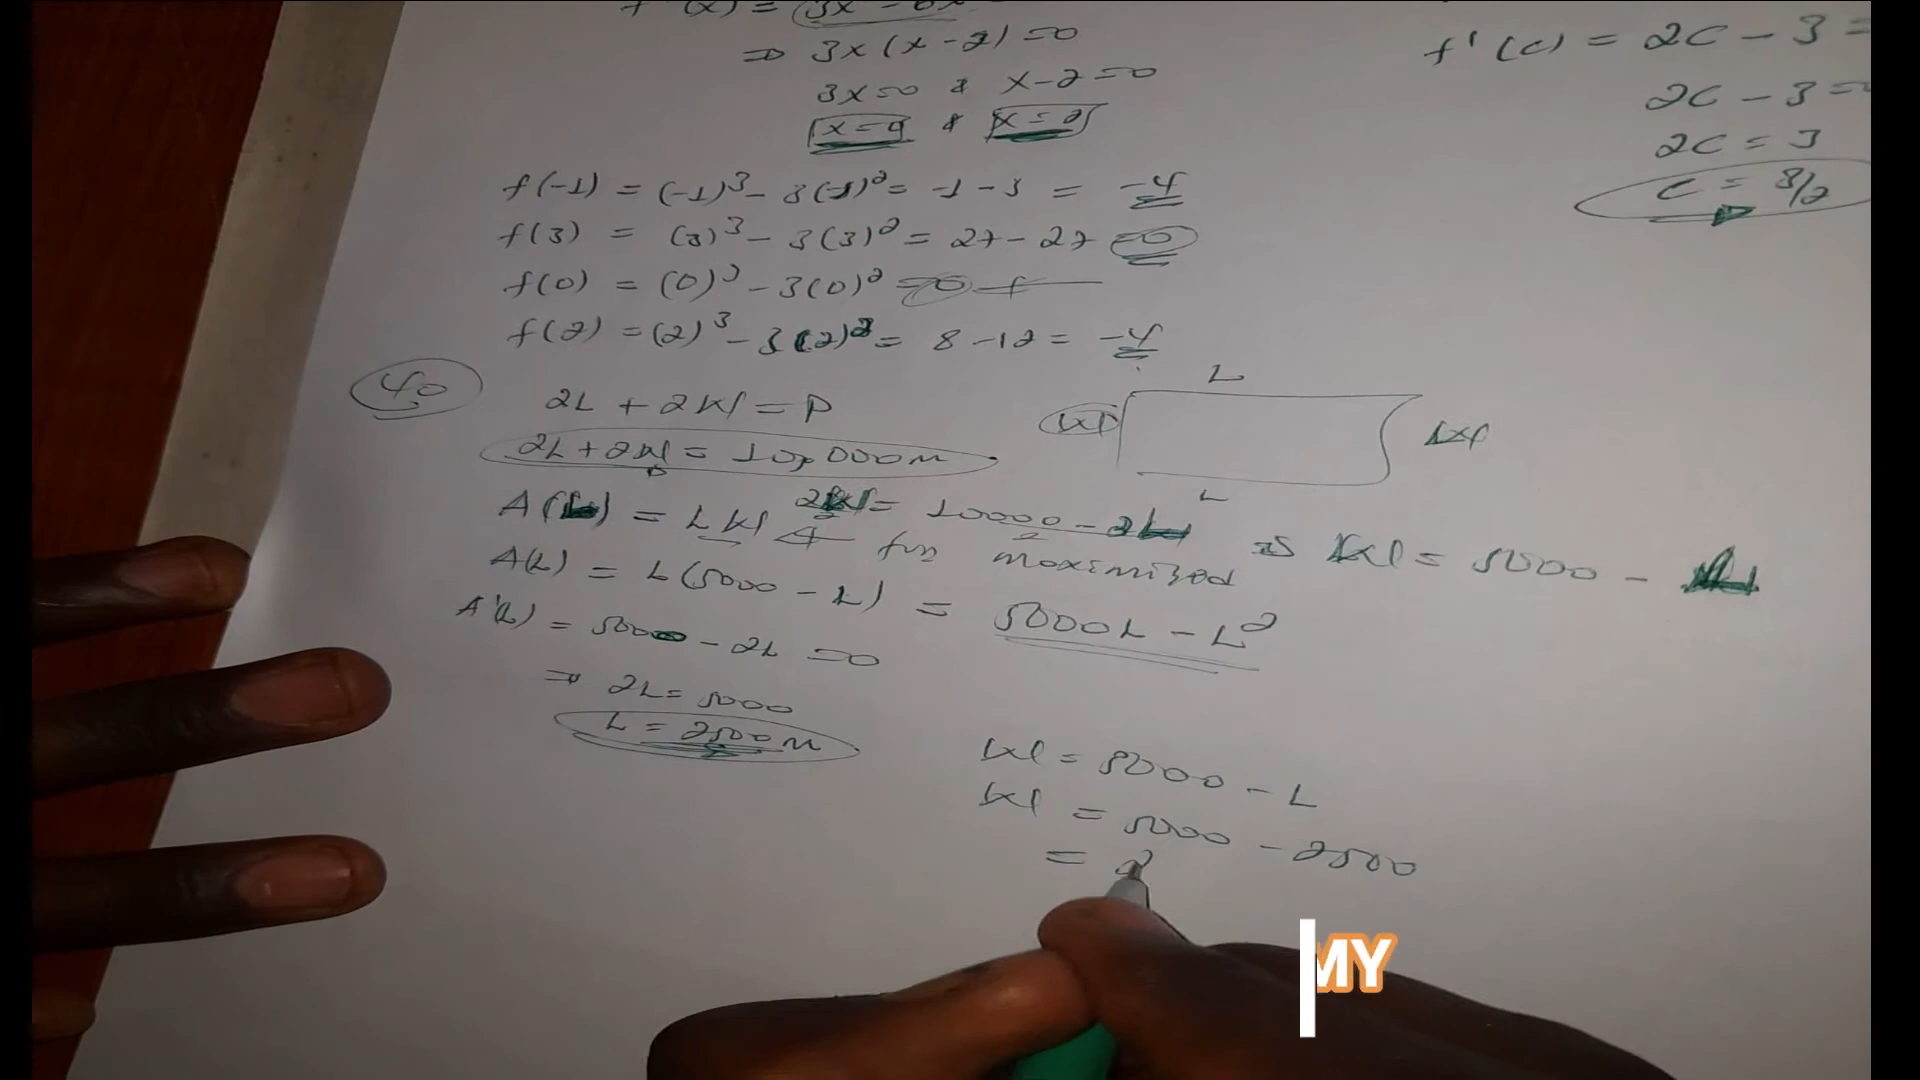 f'(x) = 3x² - 6x
⇒ 3x(x-2) = 0
3x=0 & x-2=0
x=0 & x=2
f(-1) = (-1)³ - 3(-1)² = -1 - 3 = -4
f(3) = (3)³ - 3(3)² = 27 - 27 = 0
f(0) = (0)³ - 3(0)² = 0
f(2) = (2)³ - 3(2)² = 8 - 12 = -4
f'(c) = 2c - 3 =
2c - 3 =
2c = 3
c = 3/2
40
2L + 2W = P
2L + 2W = 10,000m
L
W
W
L
A(L) = LW 2W = 10000 - 2L ⇒ W = 5000 - L
for maximized
A(L) = L(5000 - L) = 5000L - L²
A'(L) = 5000 - 2L = 0
⇒ 2L = 5000
L = 2500m
W = 5000 - L
W = 5000 - 2500
= 2
MY